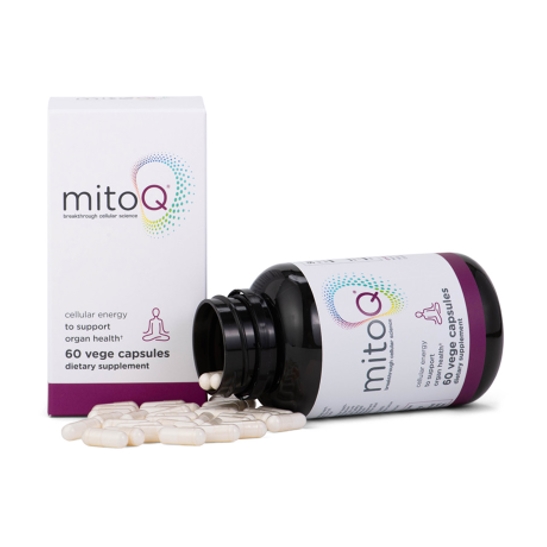 mitoQ®
breakthrough cellular science
cellular energy
to support
organ health†
60 vege capsules
dietary supplement
mitoQ®
breakthrough cellular science
cellular energy
to support
organ health†
60 vege capsules
dietary supplement